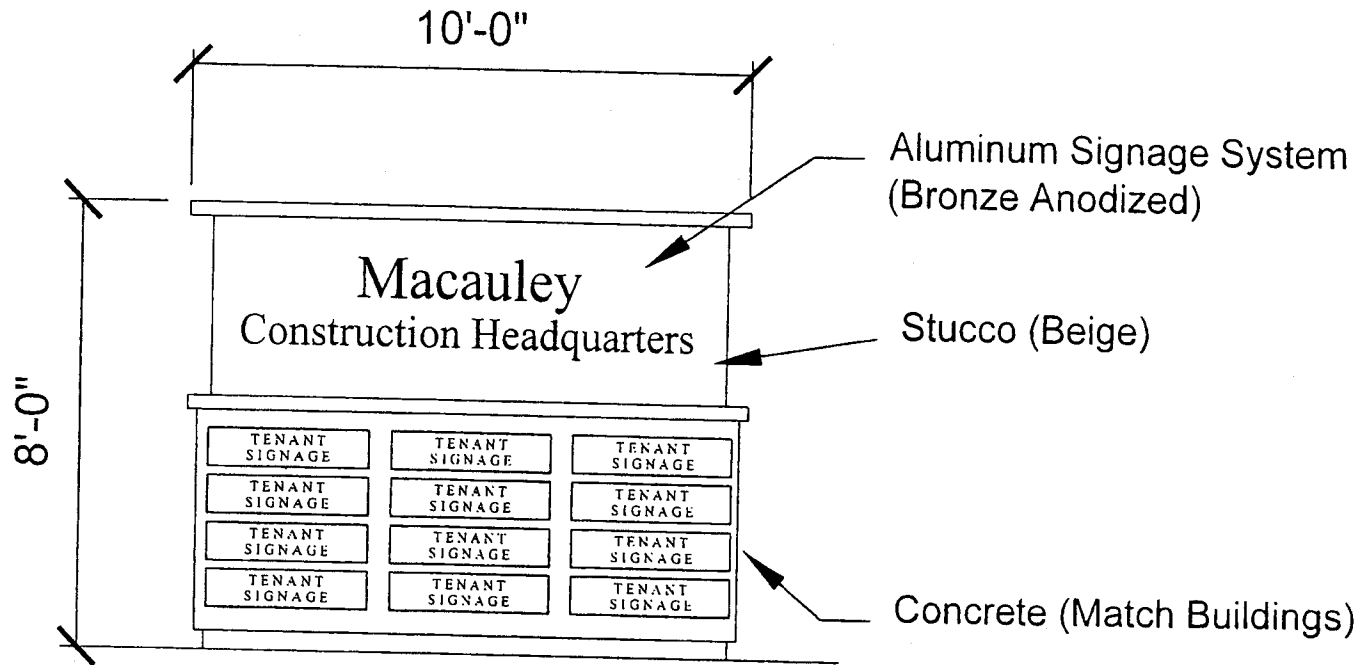 10'-0"
Aluminum Signage System
(Bronze Anodized)
Macauley
Construction Headquarters
Stucco (Beige)
8'-0"
TENANT
SIGNAGE
TENANT
SIGNAGE
TENANT
SIGNAGE
TENANT
SIGNAGE
TENANT
SIGNAGE
TENANT
SIGNAGE
TENANT
SIGNAGE
TENANT
SIGNAGE
TENANT
SIGNAGE
TENANT
SIGNAGE
TENANT
SIGNAGE
TENANT
SIGNAGE
Concrete (Match Buildings)